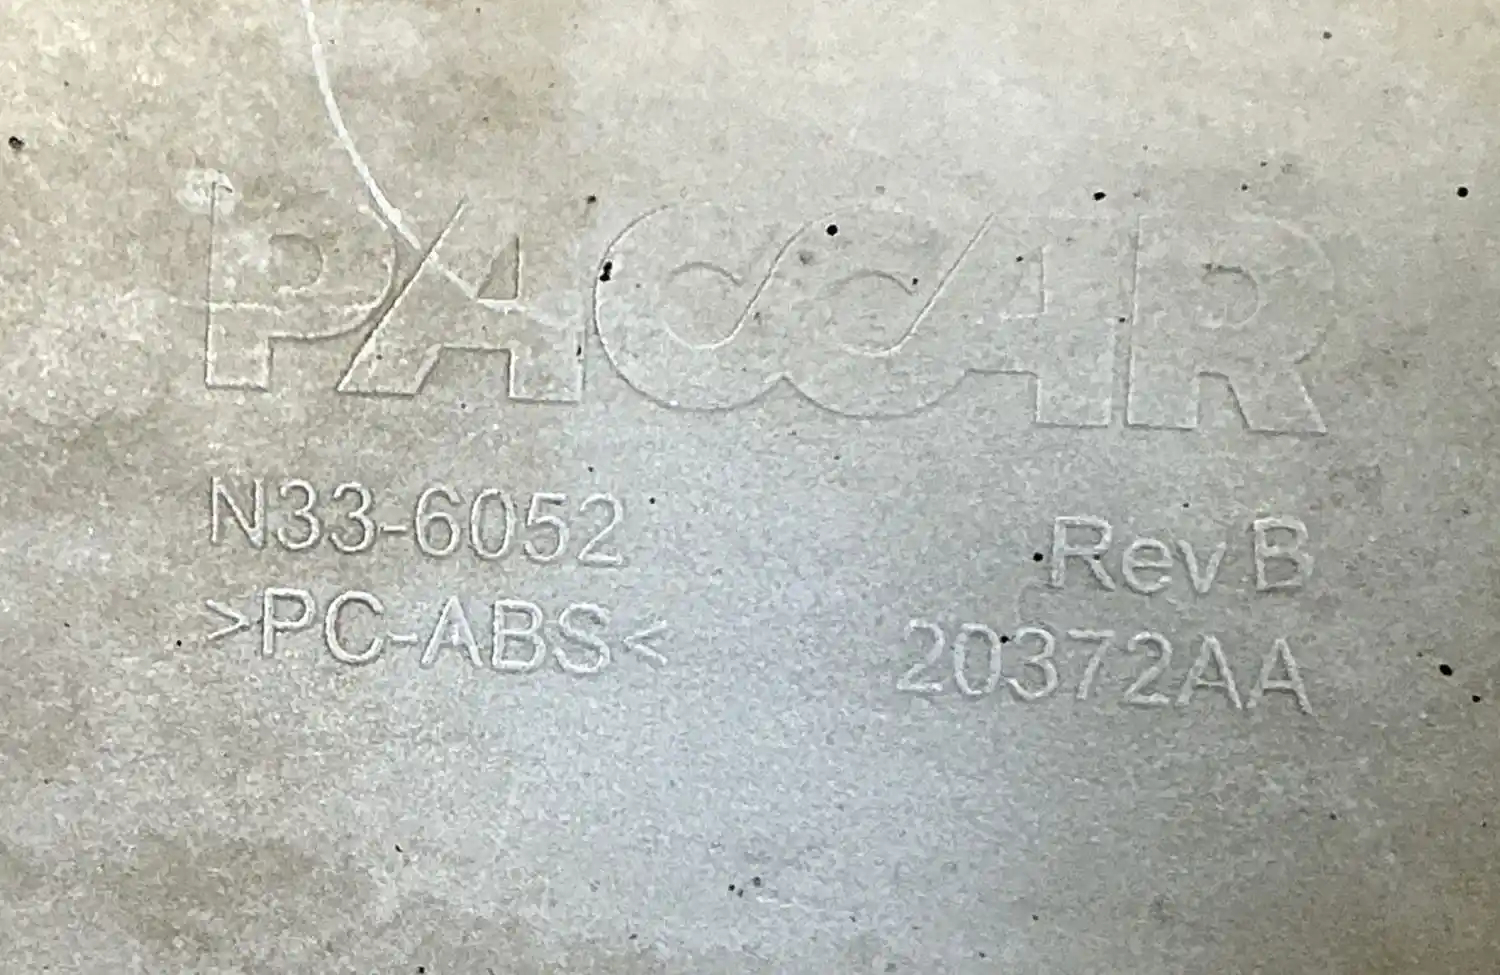 PACCAR
N33-6052
Rev B
>PC-ABS<
20372AA